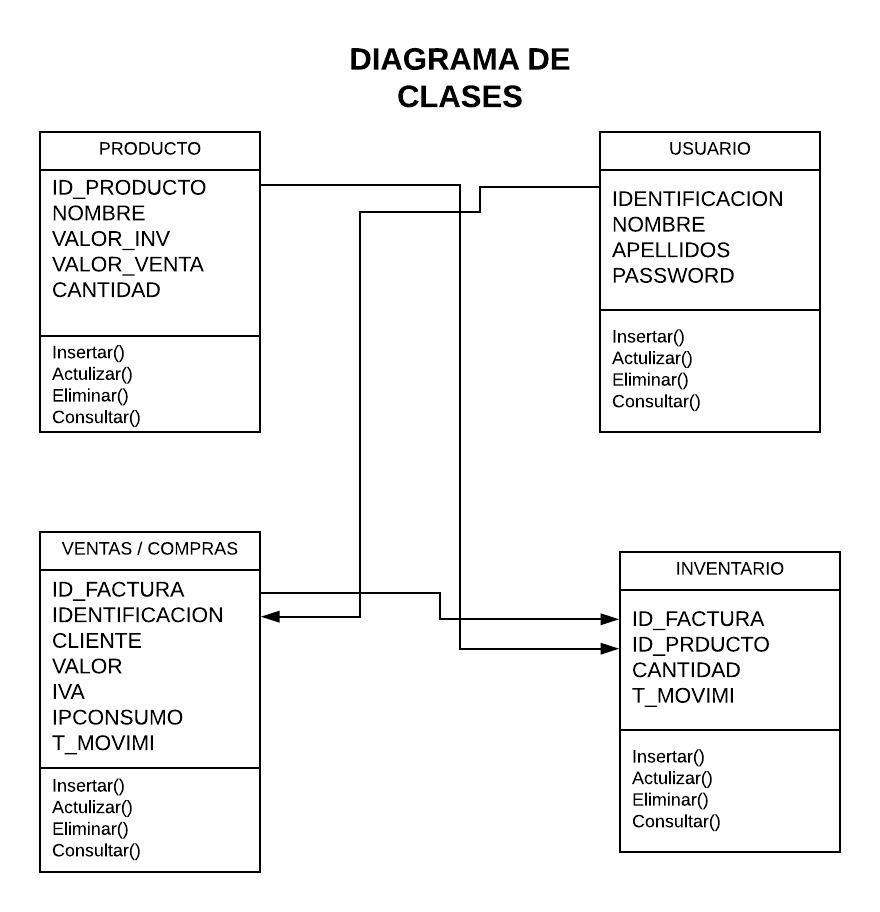 DIAGRAMA DE
CLASES
PRODUCTO
ID_PRODUCTO
NOMBRE
VALOR_INV
VALOR_VENTA
CANTIDAD
Insertar()
Actulizar()
Eliminar()
Consultar()
USUARIO
IDENTIFICACION
NOMBRE
APELLIDOS
PASSWORD
Insertar()
Actulizar()
Eliminar()
Consultar()
VENTAS / COMPRAS
ID_FACTURA
IDENTIFICACION
CLIENTE
VALOR
IVA
IPCONSUMO
T_MOVIMI
Insertar()
Actulizar()
Eliminar()
Consultar()
INVENTARIO
ID_FACTURA
ID_PRDUCTO
CANTIDAD
T_MOVIMI
Insertar()
Actulizar()
Eliminar()
Consultar()